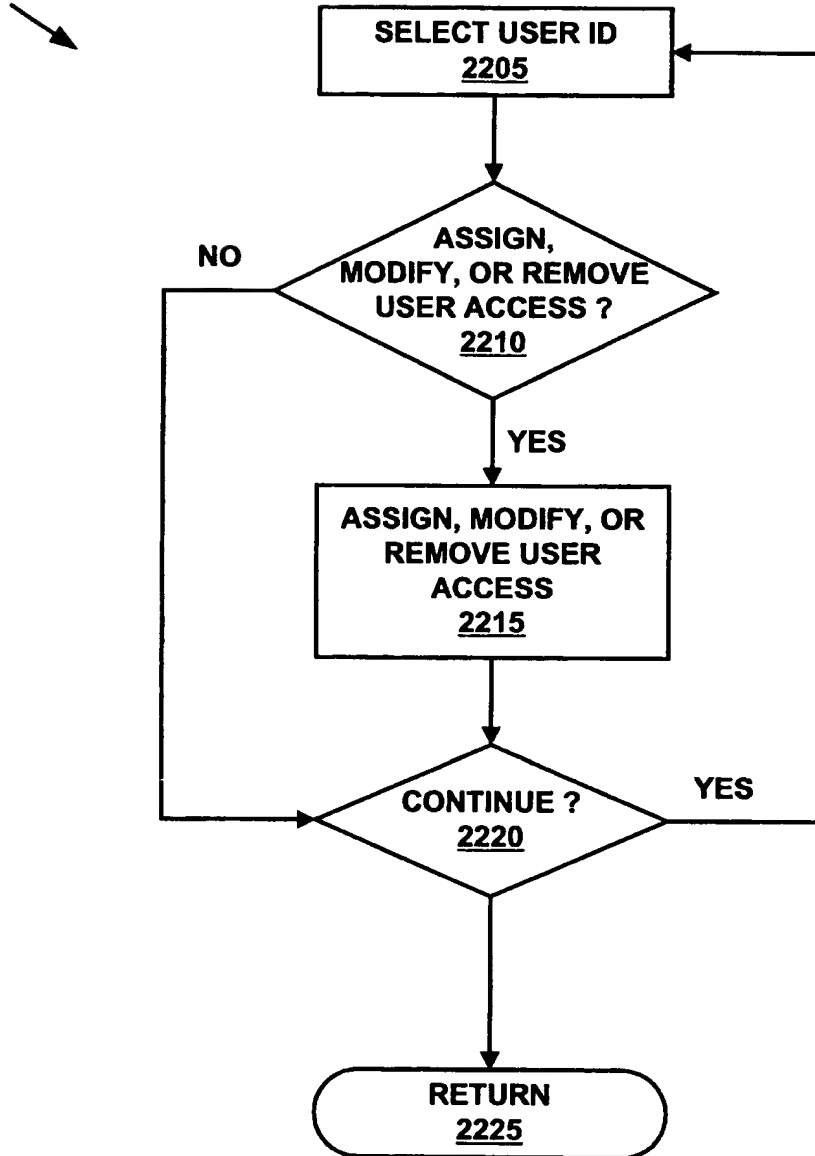 SELECT USER ID
2205
ASSIGN,
MODIFY, OR REMOVE
USER ACCESS ?
2210
NO
YES
ASSIGN, MODIFY, OR
REMOVE USER
ACCESS
2215
CONTINUE ?
2220
YES
RETURN
2225